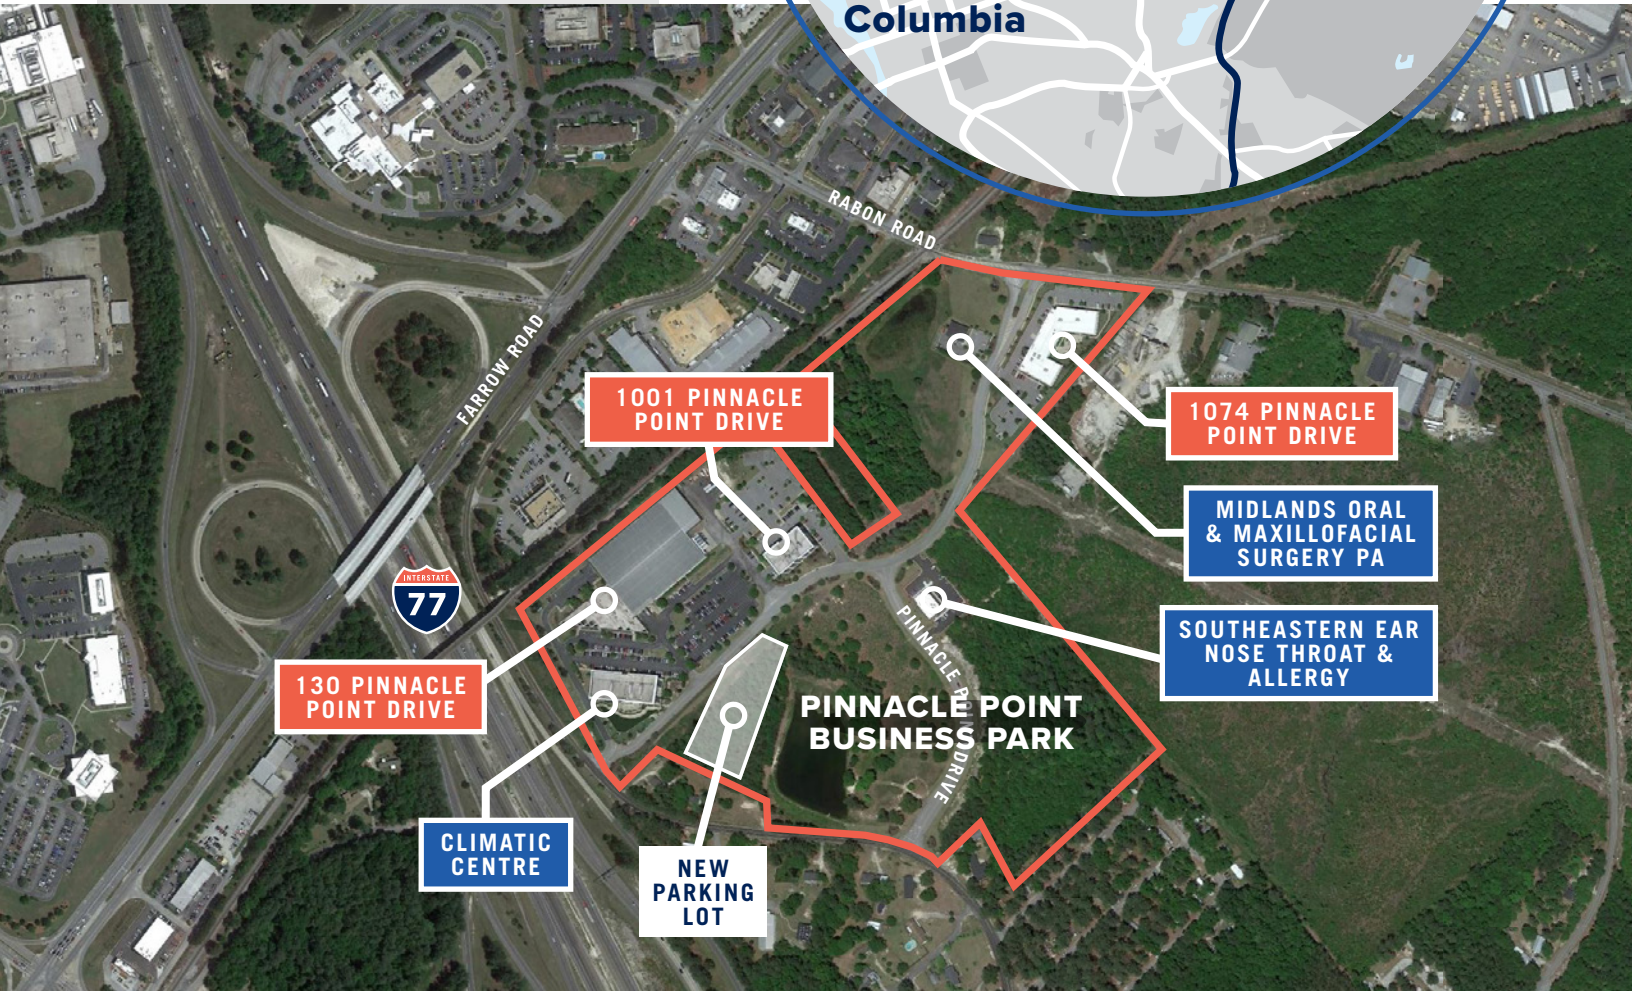 Columbia
RABON ROAD
FARROW ROAD
1001 PINNACLE
POINT DRIVE
1074 PINNACLE
POINT DRIVE
MIDLANDS ORAL
& MAXILLOFACIAL
SURGERY PA
INTERSTATE
77
SOUTHEASTERN EAR
NOSE THROAT &
ALLERGY
PINNACLE POINT DRIVE
130 PINNACLE
POINT DRIVE
PINNACLE POINT
BUSINESS PARK
CLIMATIC
CENTRE
NEW
PARKING
LOT